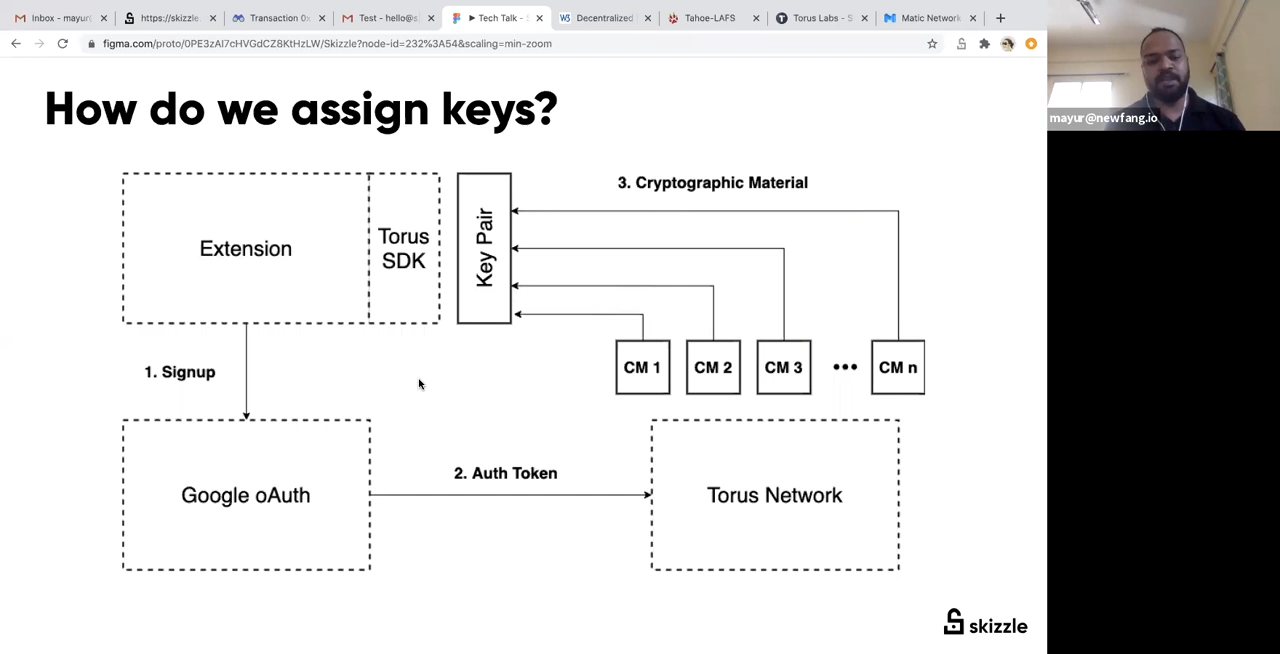 Inbox - mayur(
https://skizzle.
Transaction 0x
Test - hello@s
▶ Tech Talk -
Decentralized
Tahoe-LAFS
Torus Labs - S
Matic Network
figma.com/proto/0PE3zAI7cHVGdCZ8KtHzLW/Skizzle?node-id=232%3A54&scaling=min-zoom
mayur@newfang.io
How do we assign keys?
3. Cryptographic Material
Extension
Torus
SDK
Key Pair
CM 1
CM 2
CM 3
•••
CM n
1. Signup
2. Auth Token
Google oAuth
Torus Network
skizzle